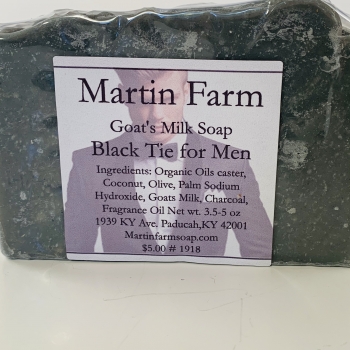 Martin Farm
Goat's Milk Soap
Black Tie for Men
Ingredients: Organic Oils caster,
Coconut, Olive, Palm Sodium
Hydroxide, Goats Milk, Charcoal,
Fragrance Oil Net wt. 3.5-5 oz
1939 KY Ave. Paducah,KY 42001
Martinfarmsoap.com
$5.00 # 1918